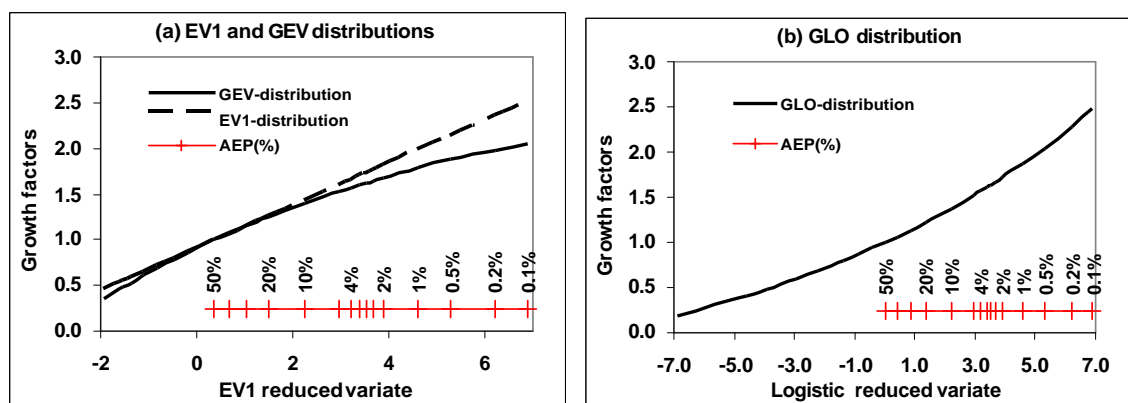 (a) EV1 and GEV distributions
3.0
2.5
2.0
1.5
1.0
0.5
0.0
Growth factors
GEV-distribution
EV1-distribution
AEP(%)
50%
20%
10%
4%
2%
1%
0.5%
0.2%
0.1%
-2 0 2 4 6
EV1 reduced variate
(b) GLO distribution
3.0
2.5
2.0
1.5
1.0
0.5
0.0
Growth factors
GLO-distribution
AEP(%)
50%
20%
10%
4%
2%
1%
0.5%
0.2%
0.1%
-7.0 -5.0 -3.0 -1.0 1.0 3.0 5.0 7.0
Logistic reduced variate